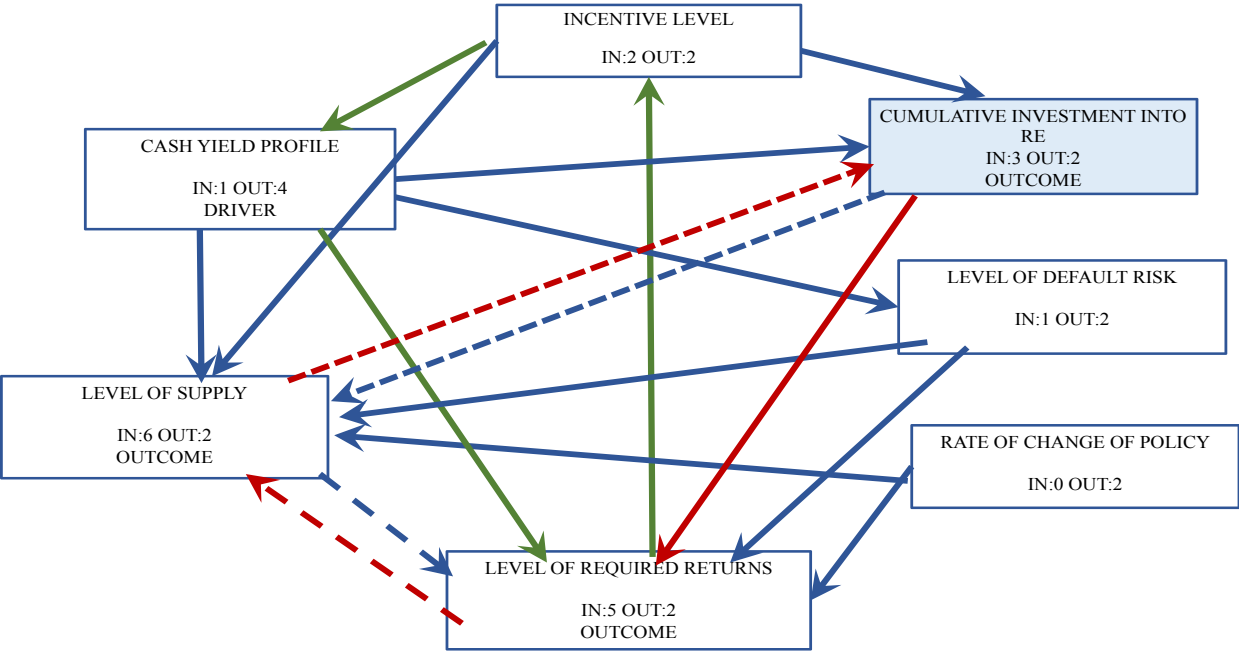 INCENTIVE LEVEL
IN:2 OUT:2
CUMULATIVE INVESTMENT INTO
RE
IN:3 OUT:2
OUTCOME
CASH YIELD PROFILE
IN:1 OUT:4
DRIVER
LEVEL OF DEFAULT RISK
IN:1 OUT:2
LEVEL OF SUPPLY
IN:6 OUT:2
OUTCOME
RATE OF CHANGE OF POLICY
IN:0 OUT:2
LEVEL OF REQUIRED RETURNS
IN:5 OUT:2
OUTCOME